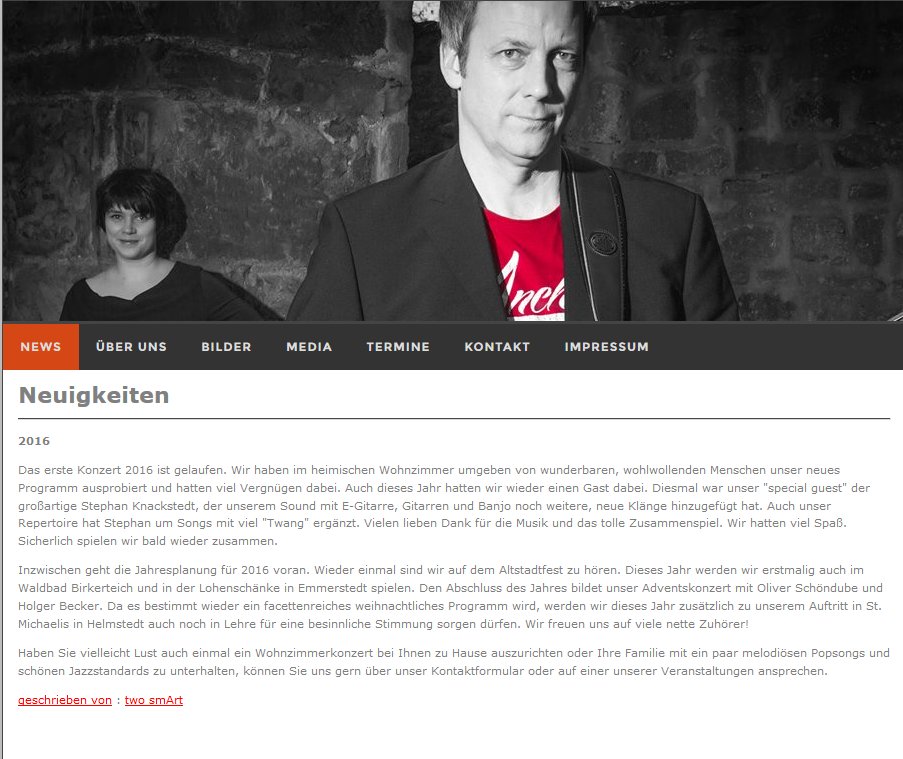 Anch
NEWS ÜBER UNS BILDER MEDIA TERMINE KONTAKT IMPRESSUM
Neuigkeiten
2016
Das erste Konzert 2016 ist gelaufen. Wir haben im heimischen Wohnzimmer umgeben von wunderbaren, wohlwollenden Menschen unser neues
Programm ausprobiert und hatten viel Vergnügen dabei. Auch dieses Jahr hatten wir wieder einen Gast dabei. Diesmal war unser "special guest" der
großartige Stephan Knackstedt, der unserem Sound mit E-Gitarre, Gitarren und Banjo noch weitere, neue Klänge hinzugefügt hat. Auch unser
Repertoire hat Stephan um Songs mit viel "Twang" ergänzt. Vielen lieben Dank für die Musik und das tolle Zusammenspiel. Wir hatten viel Spaß.
Sicherlich spielen wir bald wieder zusammen.
Inzwischen geht die Jahresplanung für 2016 voran. Wieder einmal sind wir auf dem Altstadtfest zu hören. Dieses Jahr werden wir erstmalig auch im
Waldbad Birkerteich und in der Lohenschänke in Emmerstedt spielen. Den Abschluss des Jahres bildet unser Adventskonzert mit Oliver Schöndube und
Holger Becker. Da es bestimmt wieder ein facettenreiches weihnachtliches Programm wird, werden wir dieses Jahr zusätzlich zu unserem Auftritt in St.
Michaelis in Helmstedt auch noch in Lehre für eine besinnliche Stimmung sorgen dürfen. Wir freuen uns auf viele nette Zuhörer!
Haben Sie vielleicht Lust auch einmal ein Wohnzimmerkonzert bei Ihnen zu Hause auszurichten oder Ihre Familie mit ein paar melodiösen Popsongs und
schönen Jazzstandards zu unterhalten, können Sie uns gern über unser Kontaktformular oder auf einer unserer Veranstaltungen ansprechen.
geschrieben von : two smArt